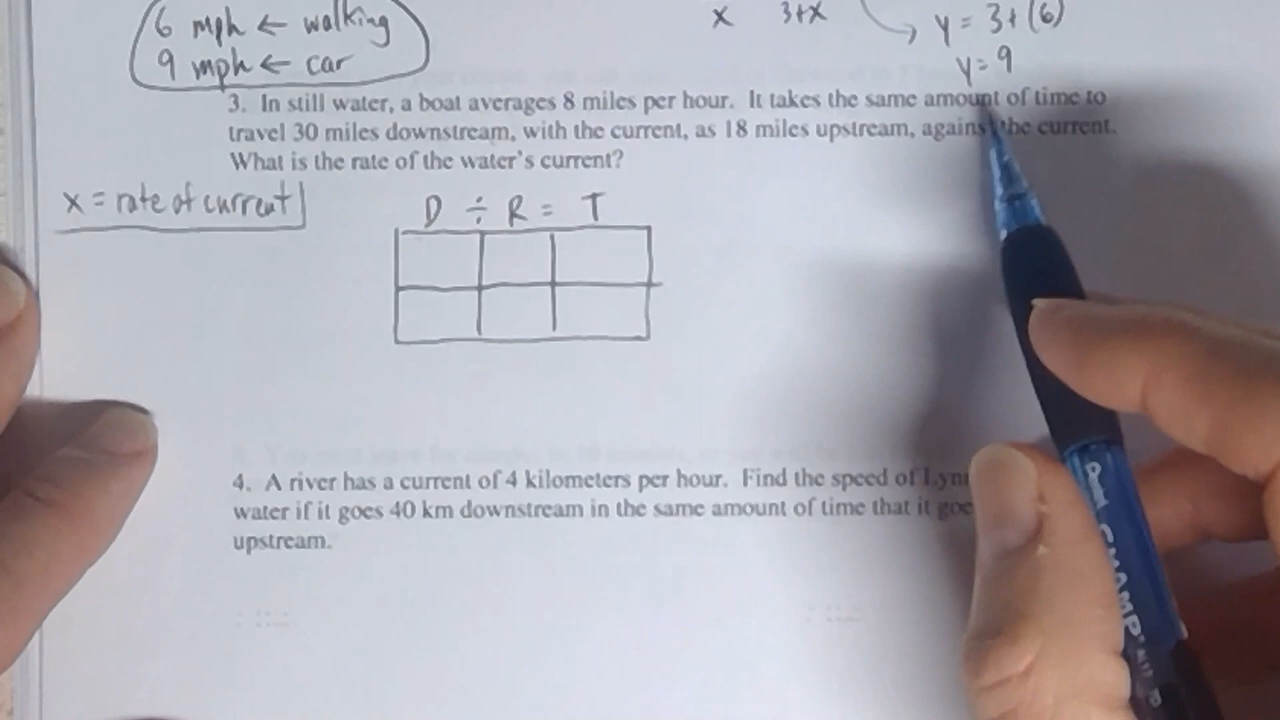 6 mph ← walking
9 mph ← car
x 3+x
y = 3+(6)
y = 9
3. In still water, a boat averages 8 miles per hour. It takes the same amount of time to
travel 30 miles downstream, with the current, as 18 miles upstream, against the current.
What is the rate of the water's current?
x = rate of current
D ÷ R = T
4. A river has a current of 4 kilometers per hour. Find the speed of
water if it goes 40 km downstream in the same amount of time that it
upstream.
Pentel CHAMP